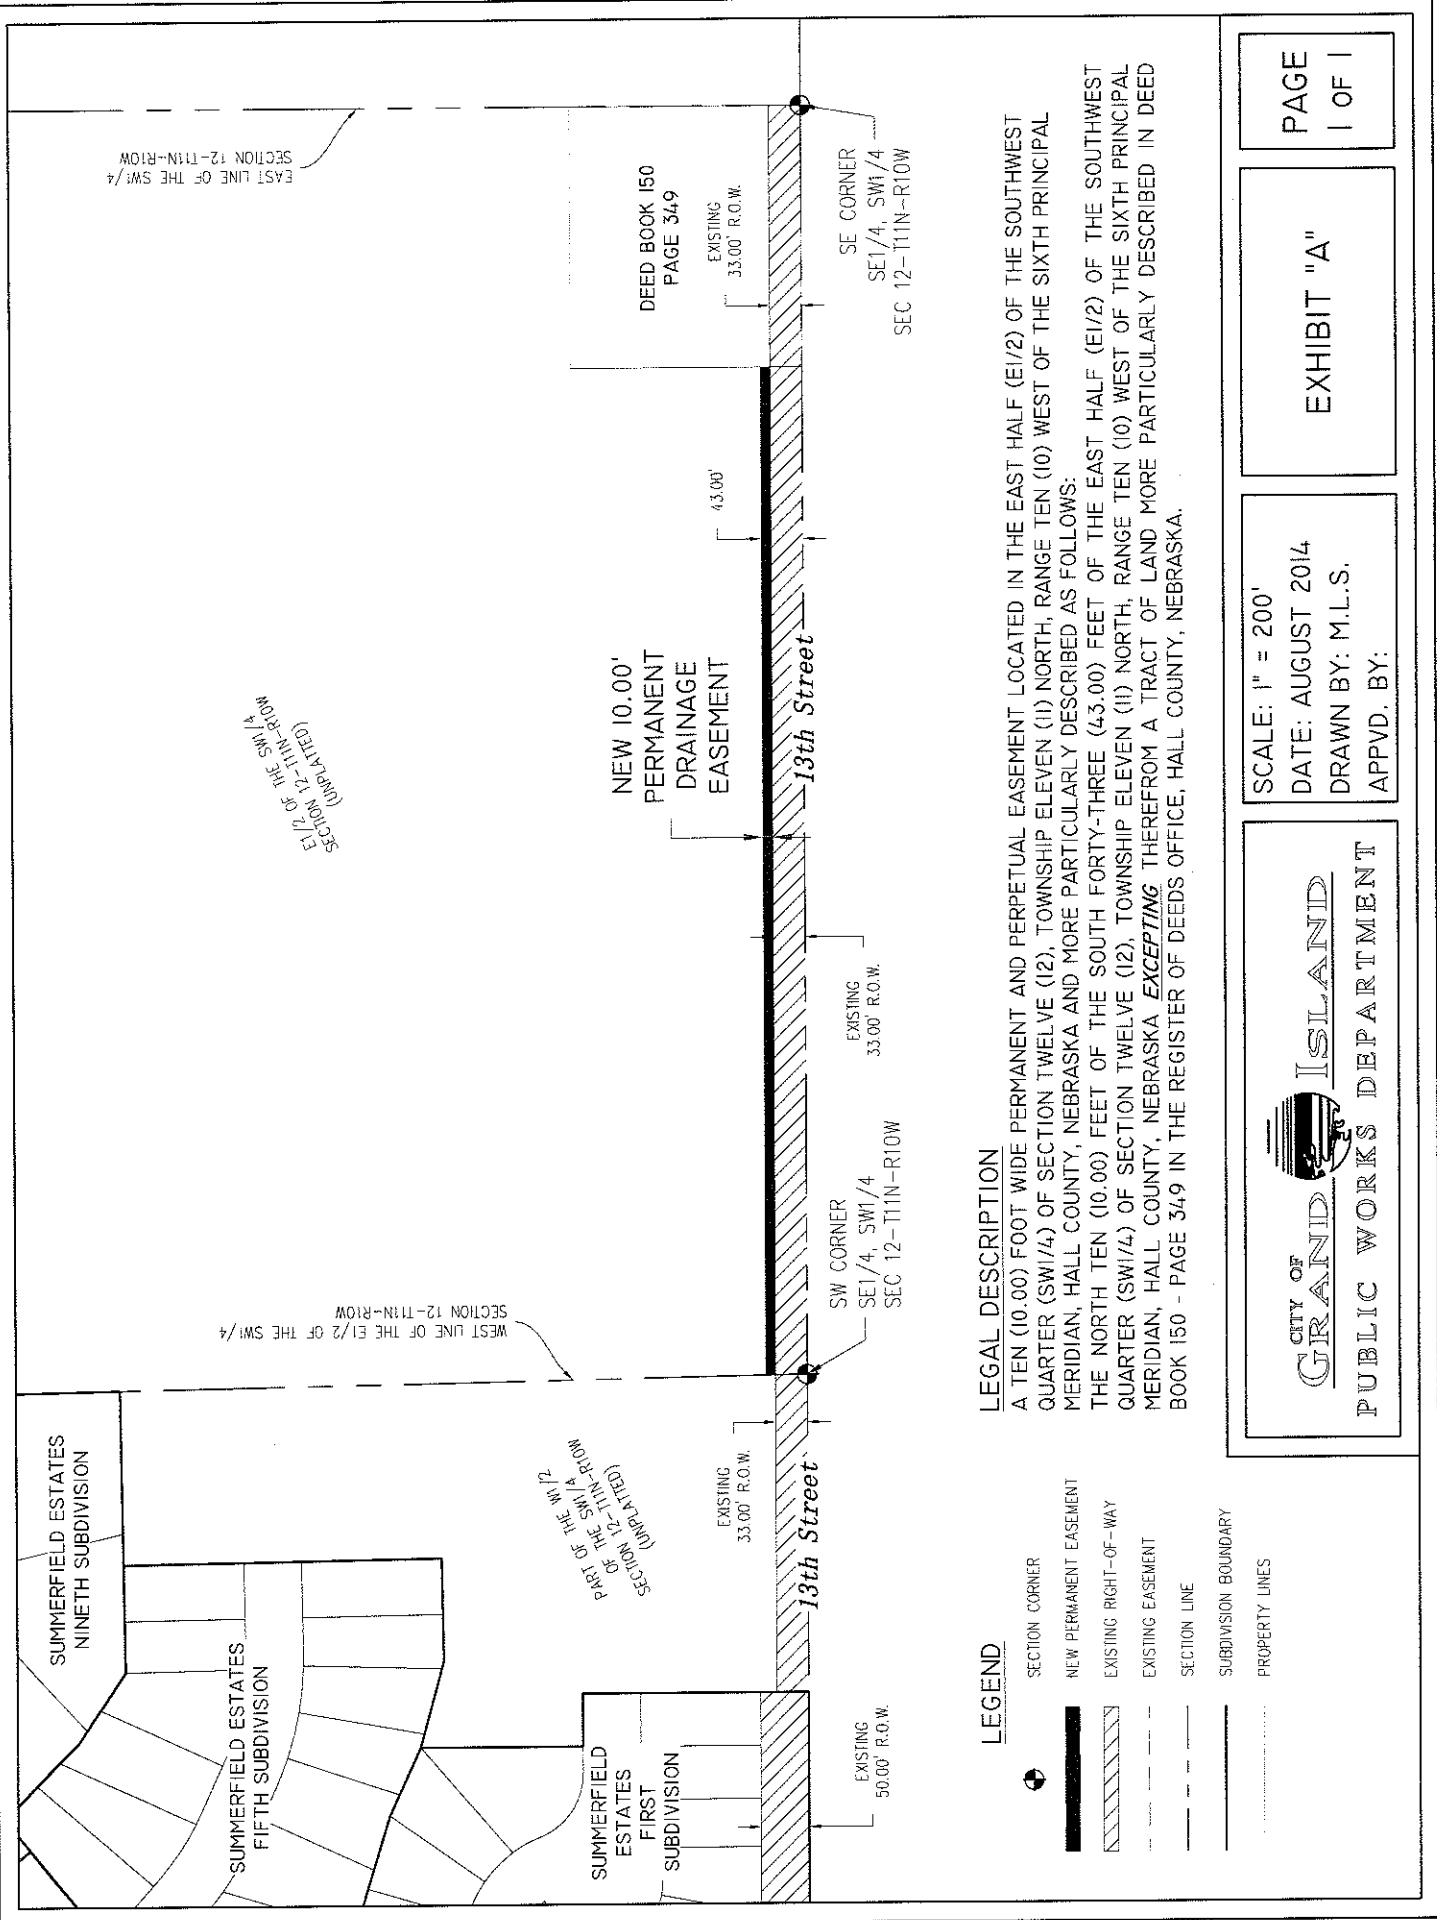 SUMMERFIELD ESTATES
NINETH SUBDIVISION
SUMMERFIELD ESTATES
FIFTH SUBDIVISION
SUMMERFIELD
ESTATES
FIRST
SUBDIVISION
PART OF THE W1/2
OF THE SW1/4
SECTION 12-T11N-R10W
(UNPLATTED)
WEST LINE OF THE E1/2 OF THE SW1/4
SECTION 12-T11N-R10W
E1/2 OF THE SW1/4
SECTION 12-T11N-R10W
(UNPLATTED)
EAST LINE OF THE SW1/4
SECTION 12-T11N-R10W
DEED BOOK 150
PAGE 349
EXISTING
33.00' R.O.W.
NEW 10.00'
PERMANENT
DRAINAGE
EASEMENT
43.00'
EXISTING
33.00' R.O.W.
13th Street
13th Street
EXISTING
50.00' R.O.W.
SW CORNER
SE1/4, SW1/4
SEC 12-T11N-R10W
EXISTING
33.00' R.O.W.
SE CORNER
SE1/4, SW1/4
SEC 12-T11N-R10W
LEGEND
SECTION CORNER
NEW PERMANENT EASEMENT
EXISTING RIGHT-OF-WAY
EXISTING EASEMENT
SECTION LINE
SUBDIVISION BOUNDARY
PROPERTY LINES
LEGAL DESCRIPTION
A TEN (10.00) FOOT WIDE PERMANENT AND PERPETUAL EASEMENT LOCATED IN THE EAST HALF (E1/2) OF THE SOUTHWEST
QUARTER (SW1/4) OF SECTION TWELVE (12), TOWNSHIP ELEVEN (11) NORTH, RANGE TEN (10) WEST OF THE SIXTH PRINCIPAL
MERIDIAN, HALL COUNTY, NEBRASKA AND MORE PARTICULARLY DESCRIBED AS FOLLOWS:
THE NORTH TEN (10.00) FEET OF THE SOUTH FORTY-THREE (43.00) FEET OF THE EAST HALF (E1/2) OF THE SOUTHWEST
QUARTER (SW1/4) OF SECTION TWELVE (12), TOWNSHIP ELEVEN (11) NORTH, RANGE TEN (10) WEST OF THE SIXTH PRINCIPAL
MERIDIAN, HALL COUNTY, NEBRASKA EXCEPTING THEREFROM A TRACT OF LAND MORE PARTICULARLY DESCRIBED IN DEED
BOOK 150 - PAGE 349 IN THE REGISTER OF DEEDS OFFICE, HALL COUNTY, NEBRASKA.
CITY OF
GRAND ISLAND
PUBLIC WORKS DEPARTMENT
SCALE: 1" = 200'
DATE: AUGUST 2014
DRAWN BY: M.L.S.
APPVD. BY:
EXHIBIT "A"
PAGE
1 OF 1